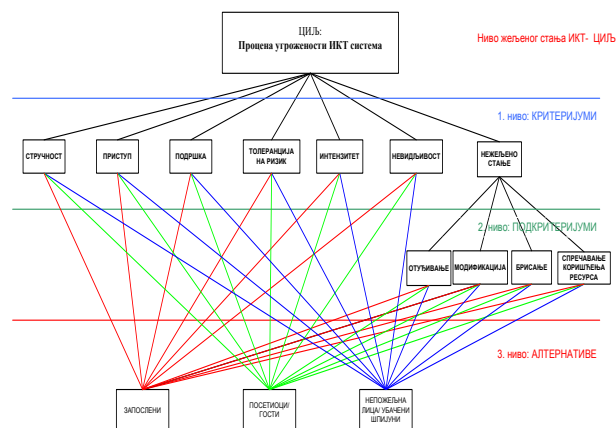 ЦИЉ:
Процена угрожености ИКТ система
Ниво жељеног стања ИКТ- ЦИЉ
1. ниво: КРИТЕРИЈУМИ
СТРУЧНОСТ
ПРИСТУП
ПОДРШКА
ТОЛЕРАНЦИЈА
НА РИЗИК
ИНТЕНЗИТЕТ
НЕВИДЉИВОСТ
НЕЖЕЉЕНО
СТАЊЕ
2. ниво: ПОДКРИТЕРИЈУМИ
ОТУЂИВАЊЕ
МОДИФИКАЦИЈА
БРИСАЊЕ
СПРЕЧАВАЊЕ
КОРИШТЕЊА
РЕСУРСА
3. ниво: АЛТЕРНАТИВЕ
ЗАПОСЛЕНИ
ПОСЕТИОЦИ/
ГОСТИ
НЕПОЖЕЉНА
ЛИЦА/ УБАЧЕНИ
ШПИЈУНИ